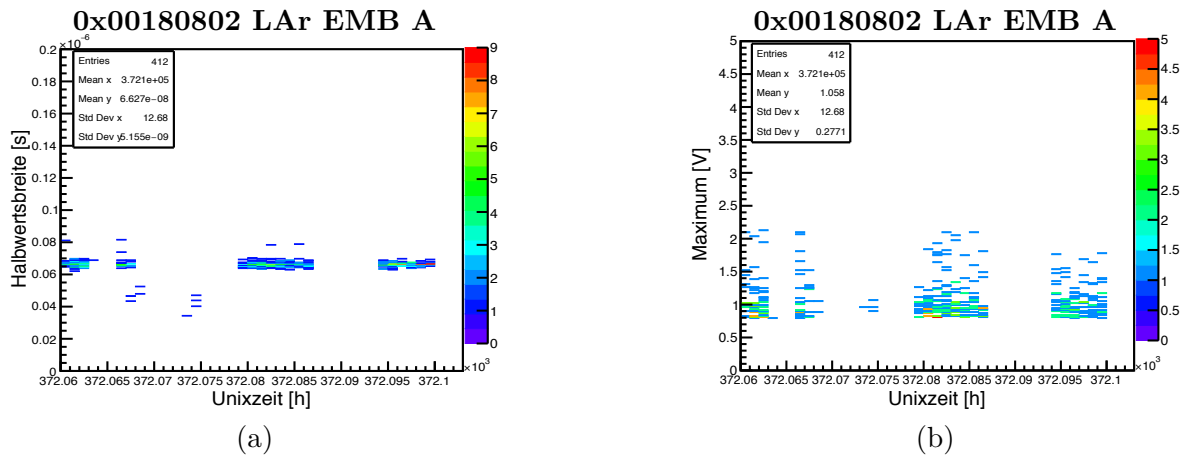 0x00180802 LAr EMB A
×10⁻⁶
Halbwertsbreite [s]
0.2
0.18
0.16
0.14
0.12
0.1
0.08
0.06
0.04
0.02
0
Entries 412
Mean x 3.721e+05
Mean y 6.627e−08
Std Dev x 12.68
Std Dev y 5.155e−09
9
8
7
6
5
4
3
2
1
0
×10³
372.06 372.065 372.07 372.075 372.08 372.085 372.09 372.095 372.1
Unixzeit [h]
(a)
0x00180802 LAr EMB A
Maximum [V]
5
4.5
4
3.5
3
2.5
2
1.5
1
0.5
0
Entries 412
Mean x 3.721e+05
Mean y 1.058
Std Dev x 12.68
Std Dev y 0.2771
5
4.5
4
3.5
3
2.5
2
1.5
1
0.5
0
×10³
372.06 372.065 372.07 372.075 372.08 372.085 372.09 372.095 372.1
Unixzeit [h]
(b)